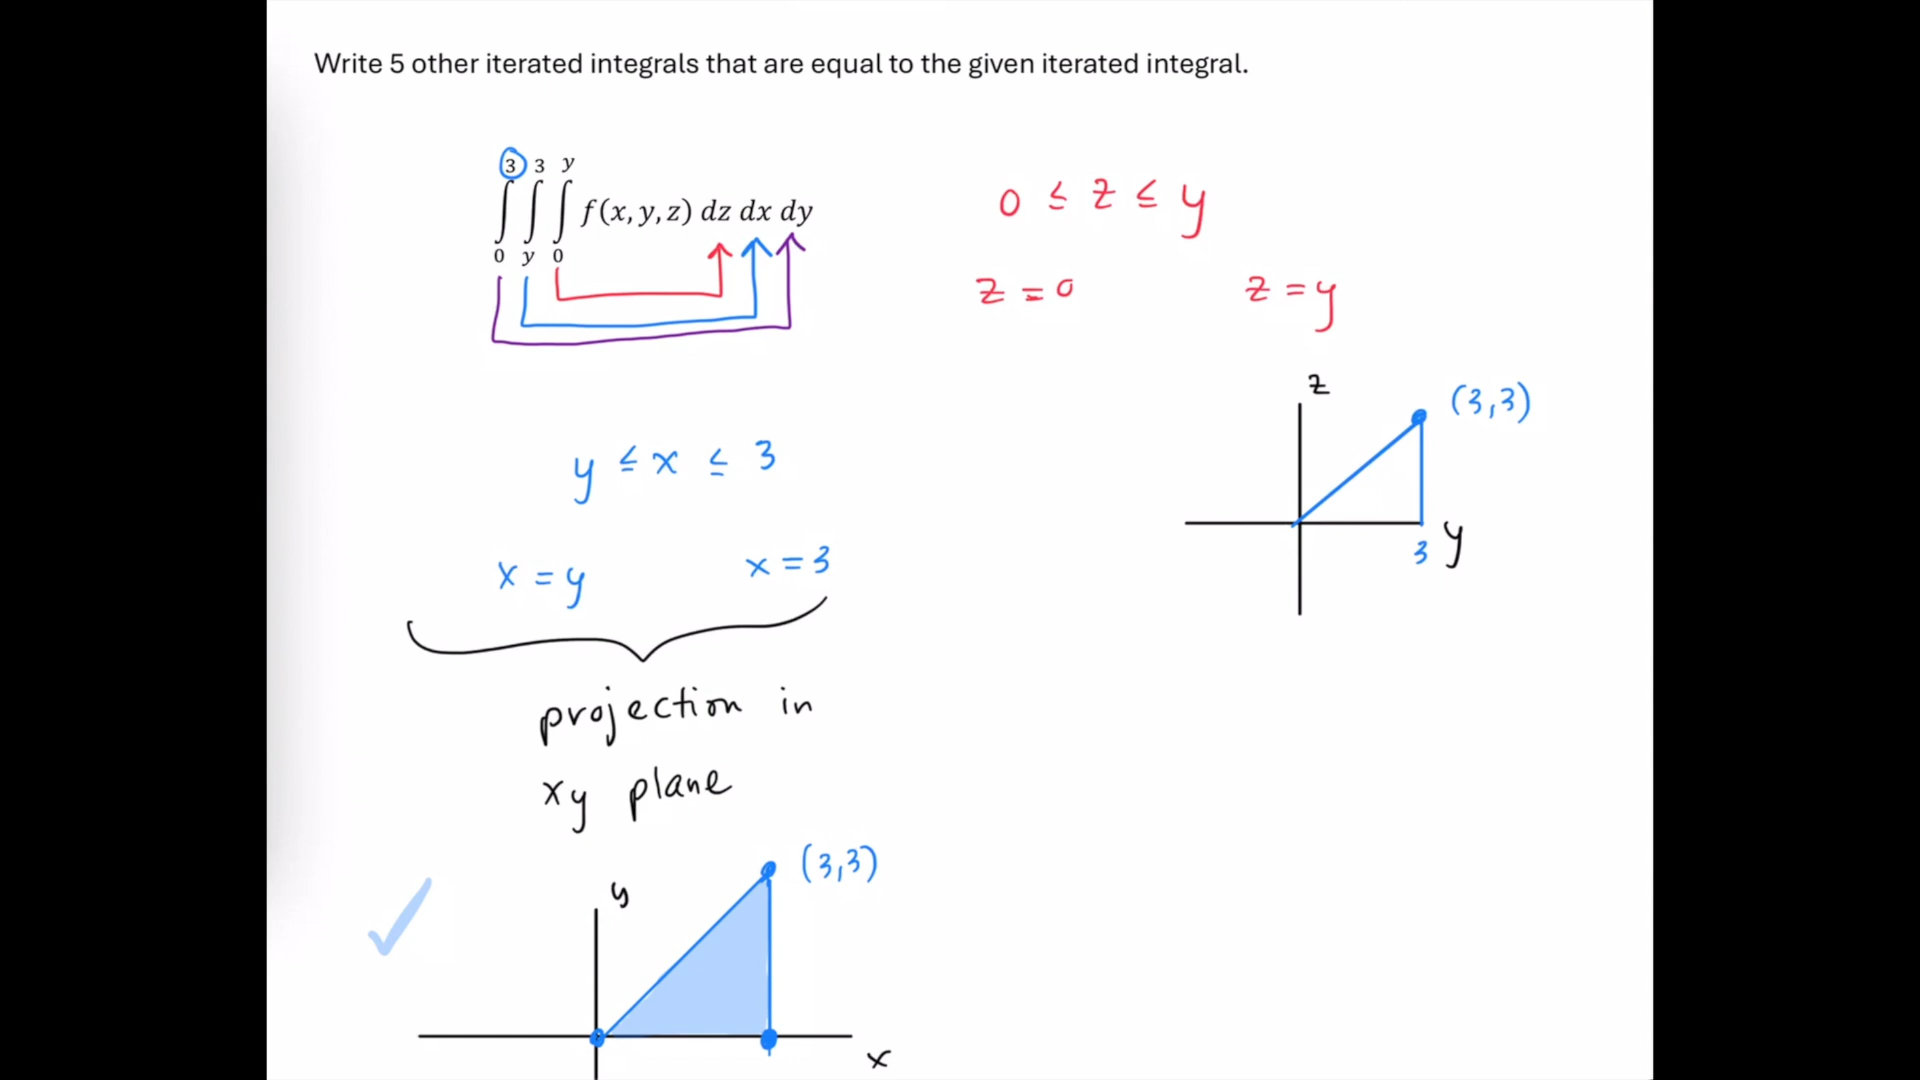 Write 5 other iterated integrals that are equal to the given iterated integral.
3 3 y
∫ ∫ ∫ f(x, y, z) dz dx dy
0 y 0
0 ≤ z ≤ y
z = 0 z = y
z
(3,3)
3 y
y ≤ x ≤ 3
x = y x = 3
projection in
xy plane
(3,3)
y
x